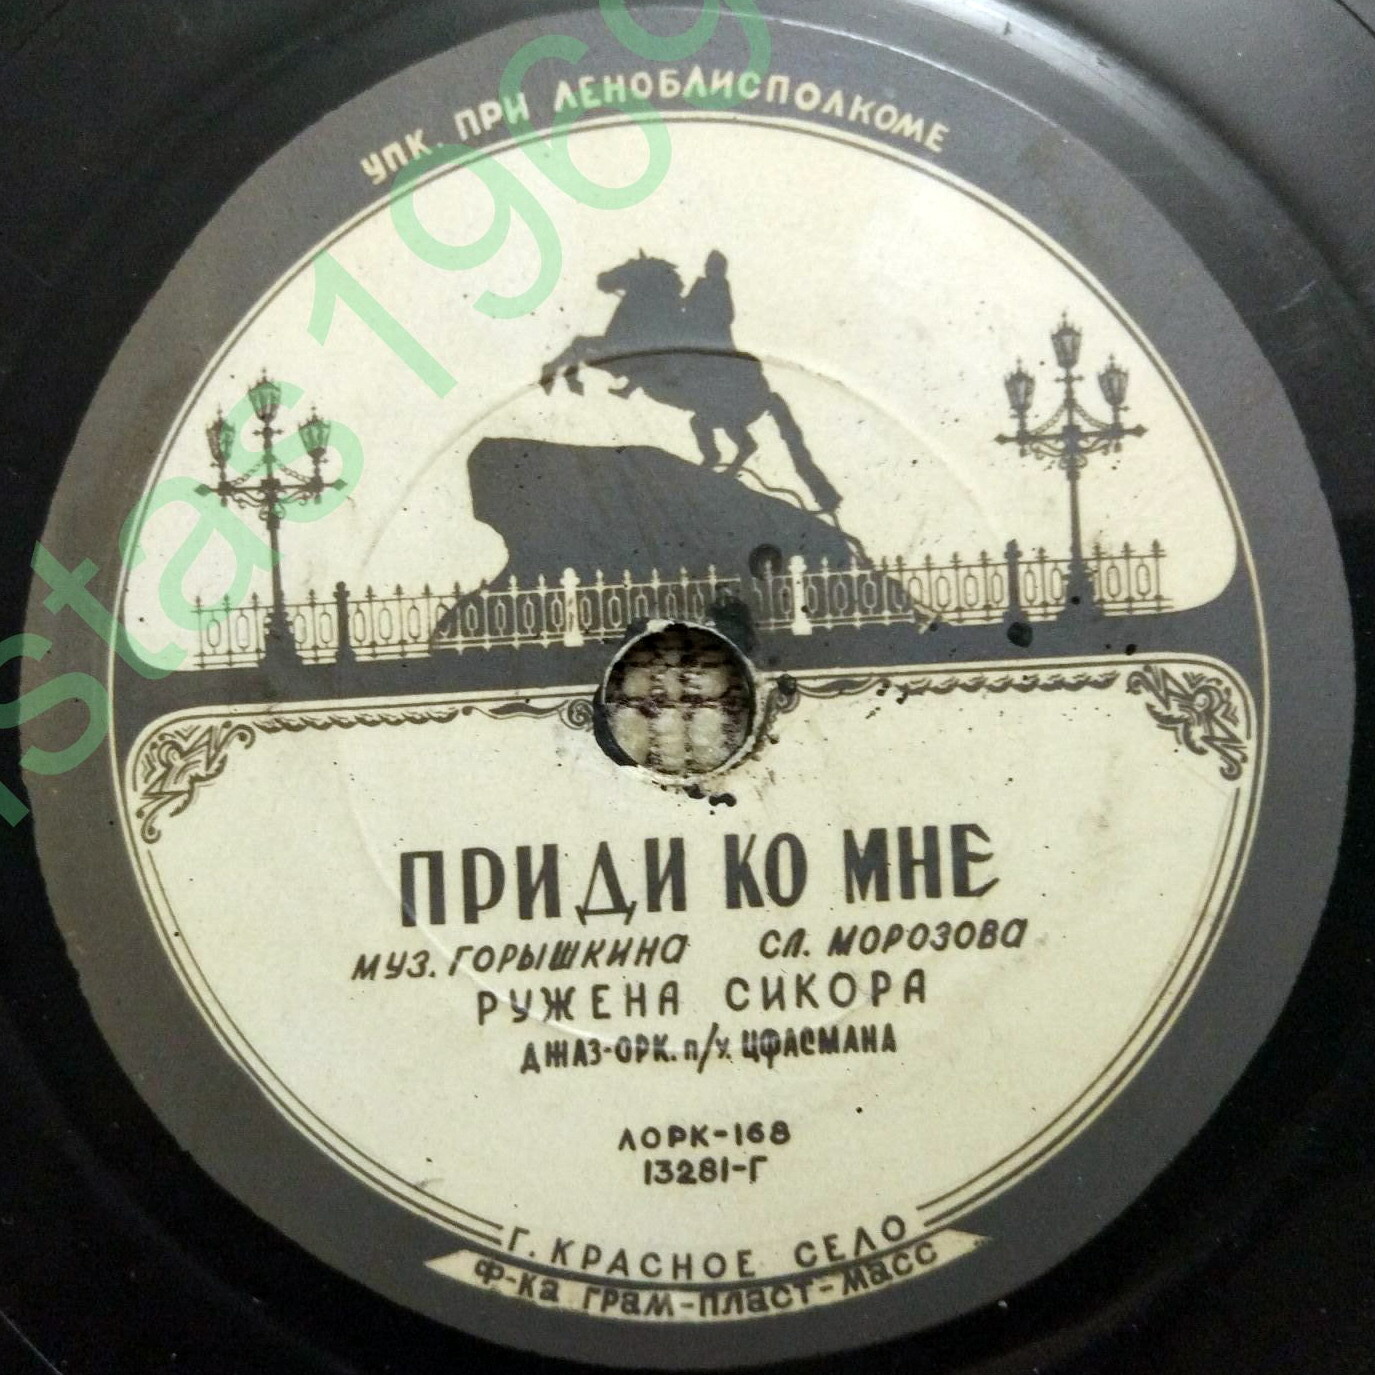 УПК. ПРИ ЛЕНОБЛИСПОЛКОМЕ
ПРИДИ КО МНЕ
МУЗ. ГОРЫШКИНА СЛ. МОРОЗОВА
РУЖЕНА СИКОРА
ДЖАЗ-ОРК. п/у. ЦФАСМАНА
ЛОРК-168
13281-Г
Г. КРАСНОЕ СЕЛО
Ф-ка ГРАМ-ПЛАСТ-МАСС